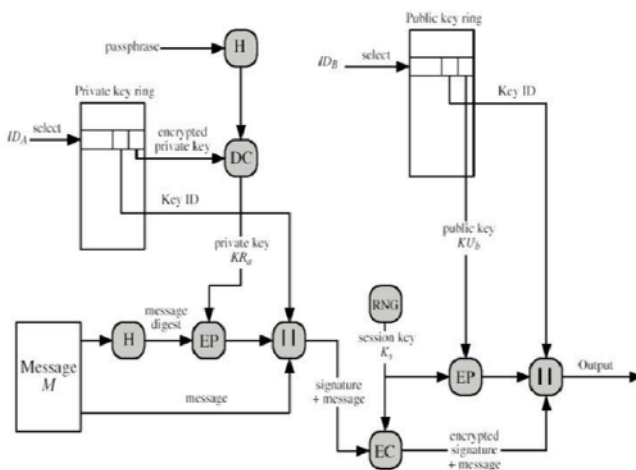 Public key ring
passphrase
H
ID_B
select
Private key ring
Key ID
ID_A
select
encrypted
private key
DC
Key ID
public key
KU_b
private key
KR_a
RNG
message
digest
session key
K_s
Message
M
H
EP
||
EP
||
Output
message
signature
+ message
EC
encrypted
signature
+ message